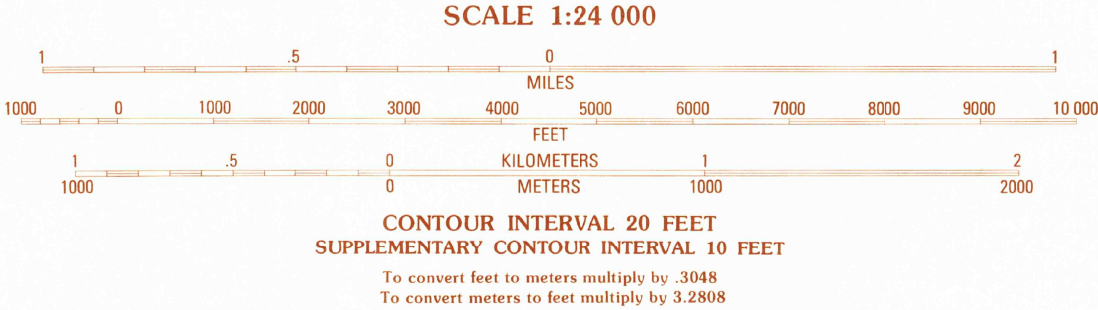 SCALE 1:24 000
1 .5 0 1
MILES
1000 0 1000 2000 3000 4000 5000 6000 7000 8000 9000 10 000
FEET
1 .5 0 KILOMETERS 1 2
1000 0 METERS 1000 2000
CONTOUR INTERVAL 20 FEET
SUPPLEMENTARY CONTOUR INTERVAL 10 FEET
To convert feet to meters multiply by .3048
To convert meters to feet multiply by 3.2808